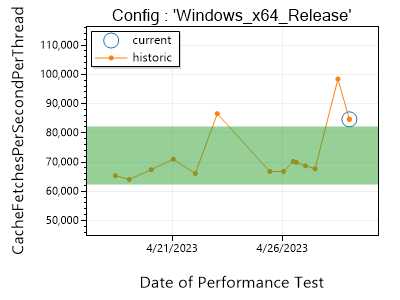 Config : 'Windows_x64_Release'
CacheFetchesPerSecondPerThread
current
historic
110,000
100,000
90,000
80,000
70,000
60,000
50,000
4/21/2023
4/26/2023
Date of Performance Test